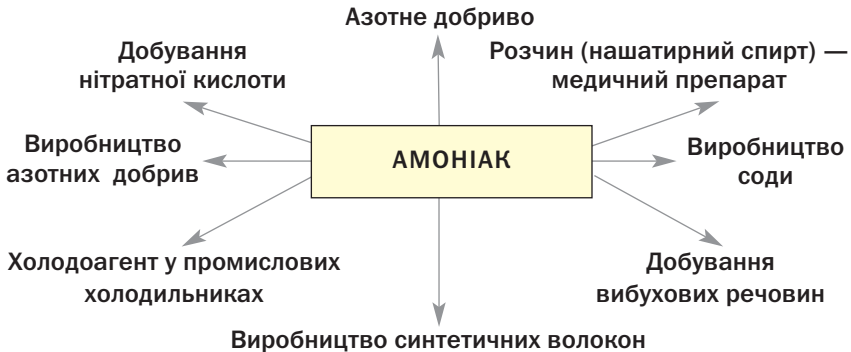 Азотне добриво
Добування
нітратної кислоти
Розчин (нашатирний спирт) —
медичний препарат
Виробництво
азотних добрив
АМОНІАК
Виробництво
соди
Холодоагент у промислових
холодильниках
Добування
вибухових речовин
Виробництво синтетичних волокон